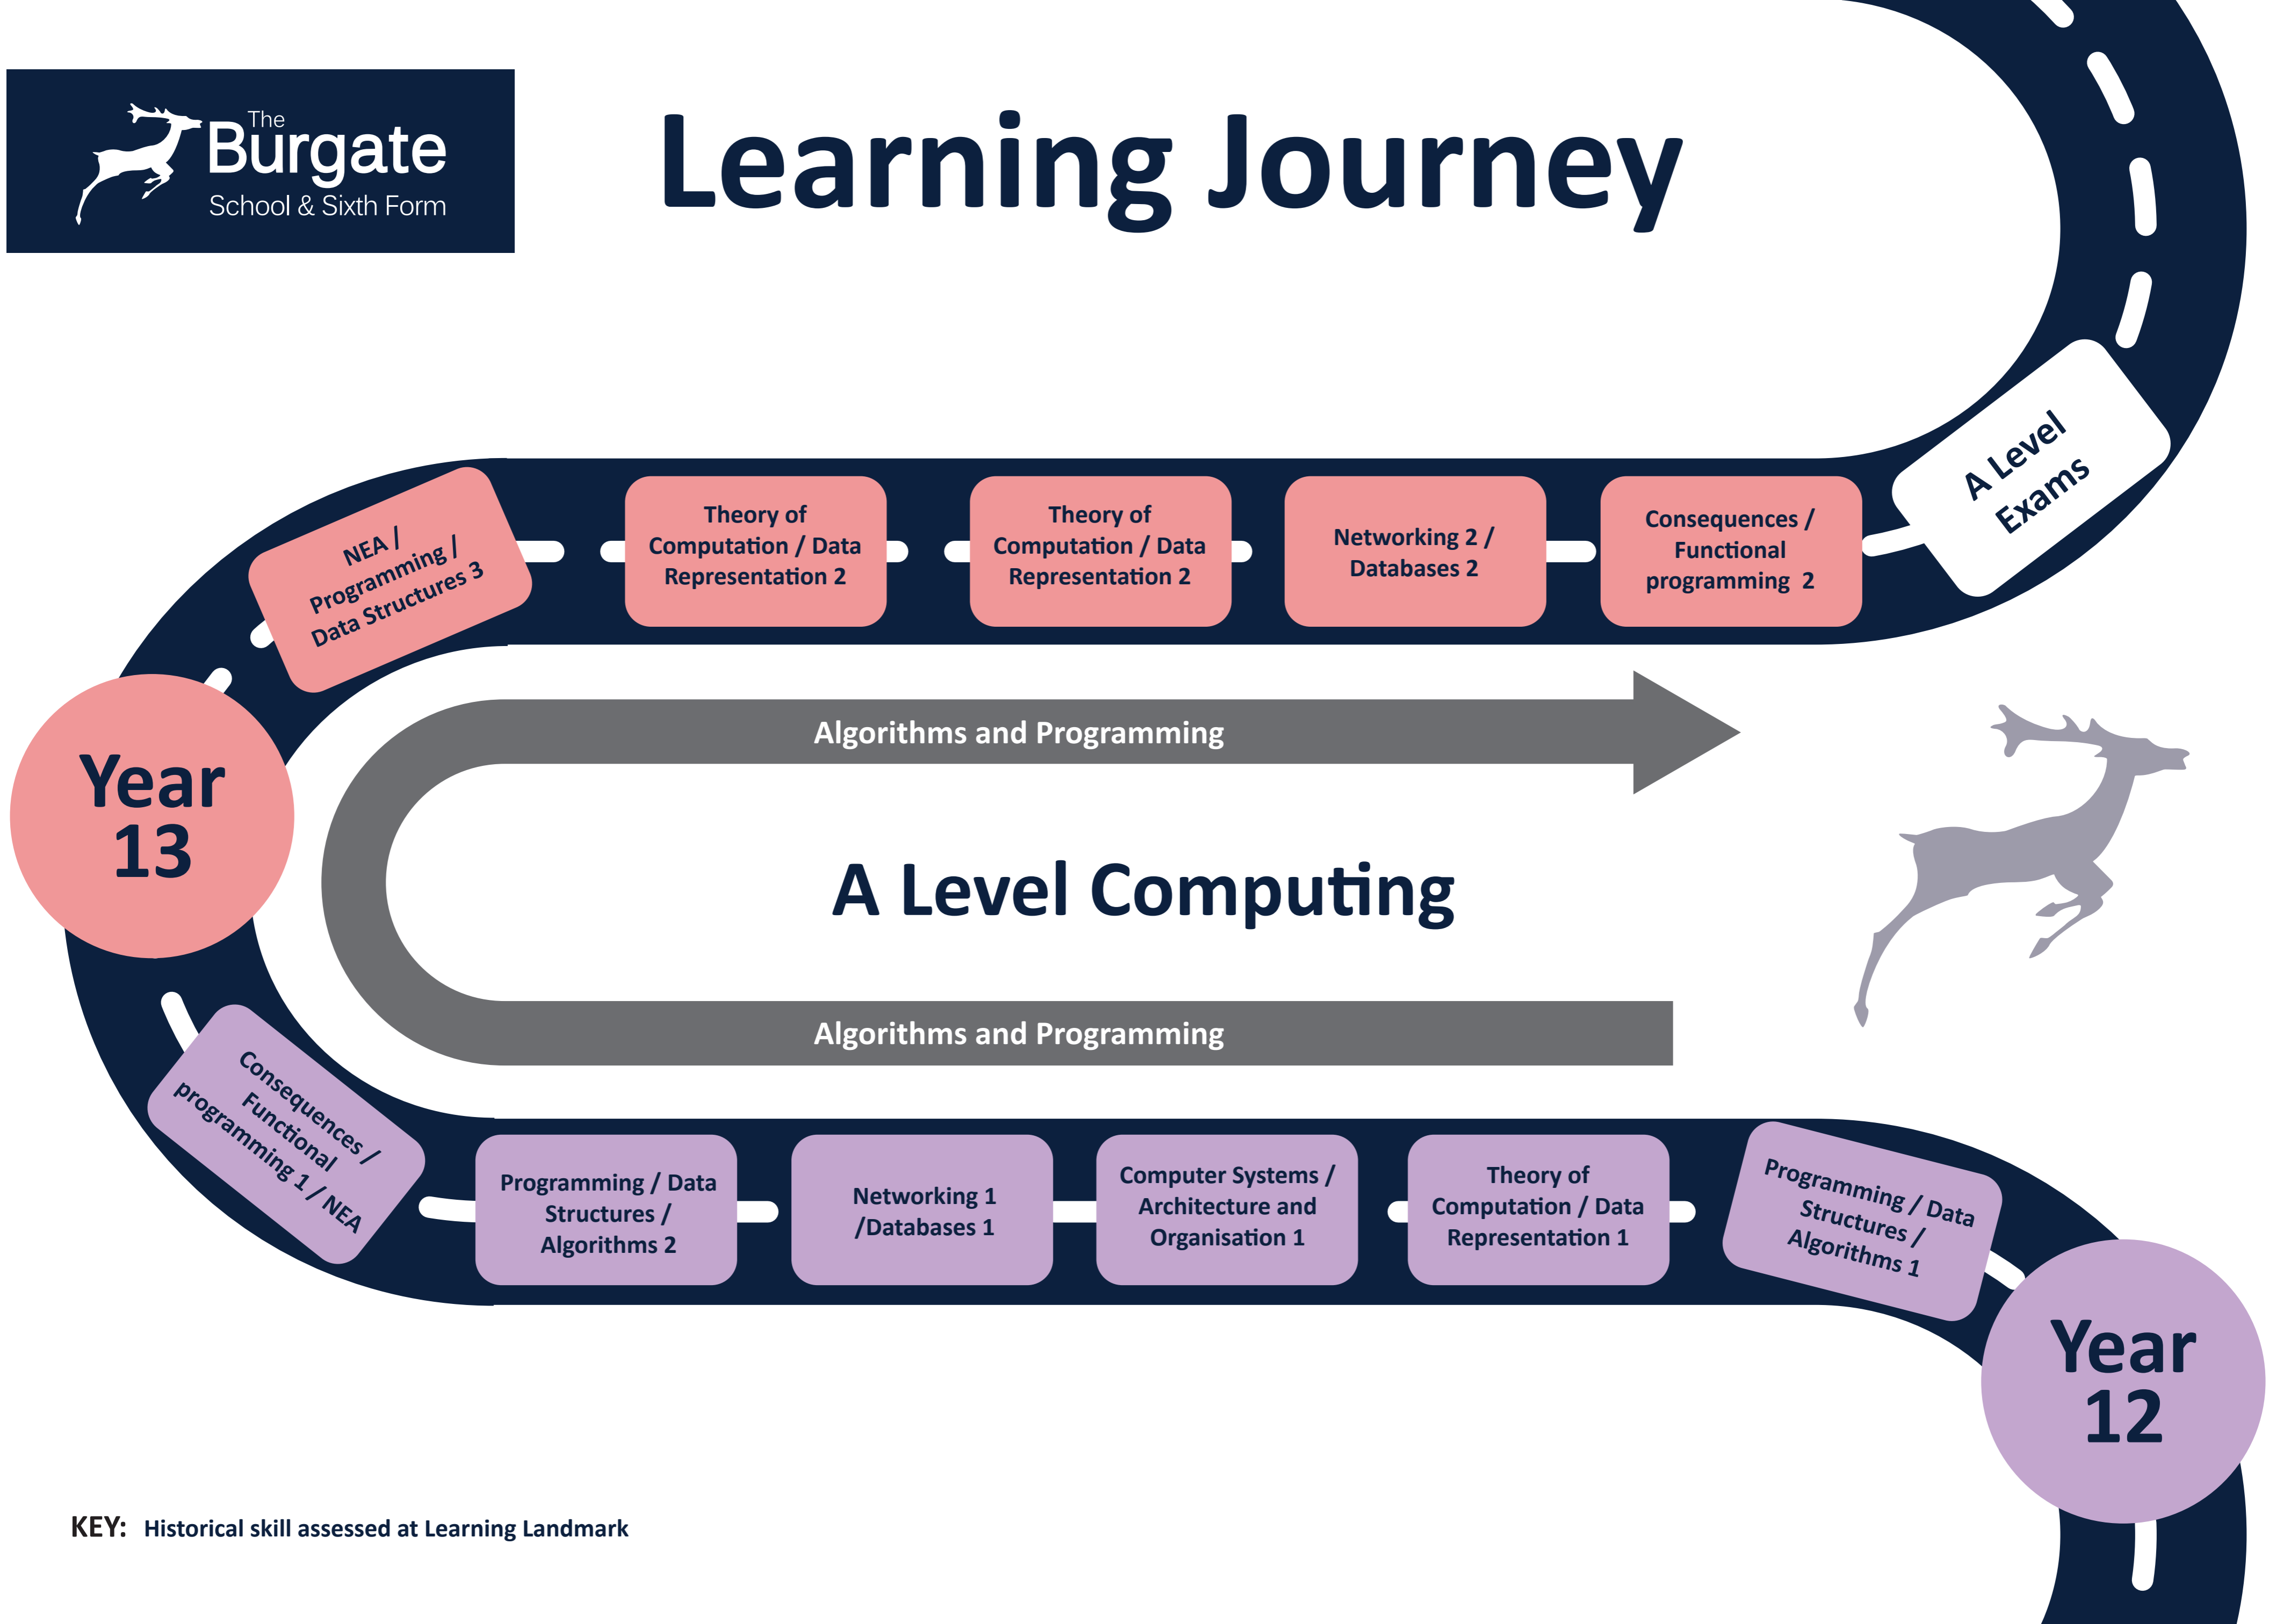 The
Burgate
School & Sixth Form
Learning Journey
A Level
Exams
NEA /
Programming /
Data Structures 3
Theory of
Computation / Data
Representation 2
Theory of
Computation / Data
Representation 2
Networking 2 /
Databases 2
Consequences /
Functional
programming 2
Algorithms and Programming
Year
13
A Level Computing
Algorithms and Programming
Consequences /
Functional
programming 1 / NEA
Programming / Data
Structures /
Algorithms 2
Networking 1
/Databases 1
Computer Systems /
Architecture and
Organisation 1
Theory of
Computation / Data
Representation 1
Programming / Data
Structures /
Algorithms 1
Year
12
KEY: Historical skill assessed at Learning Landmark